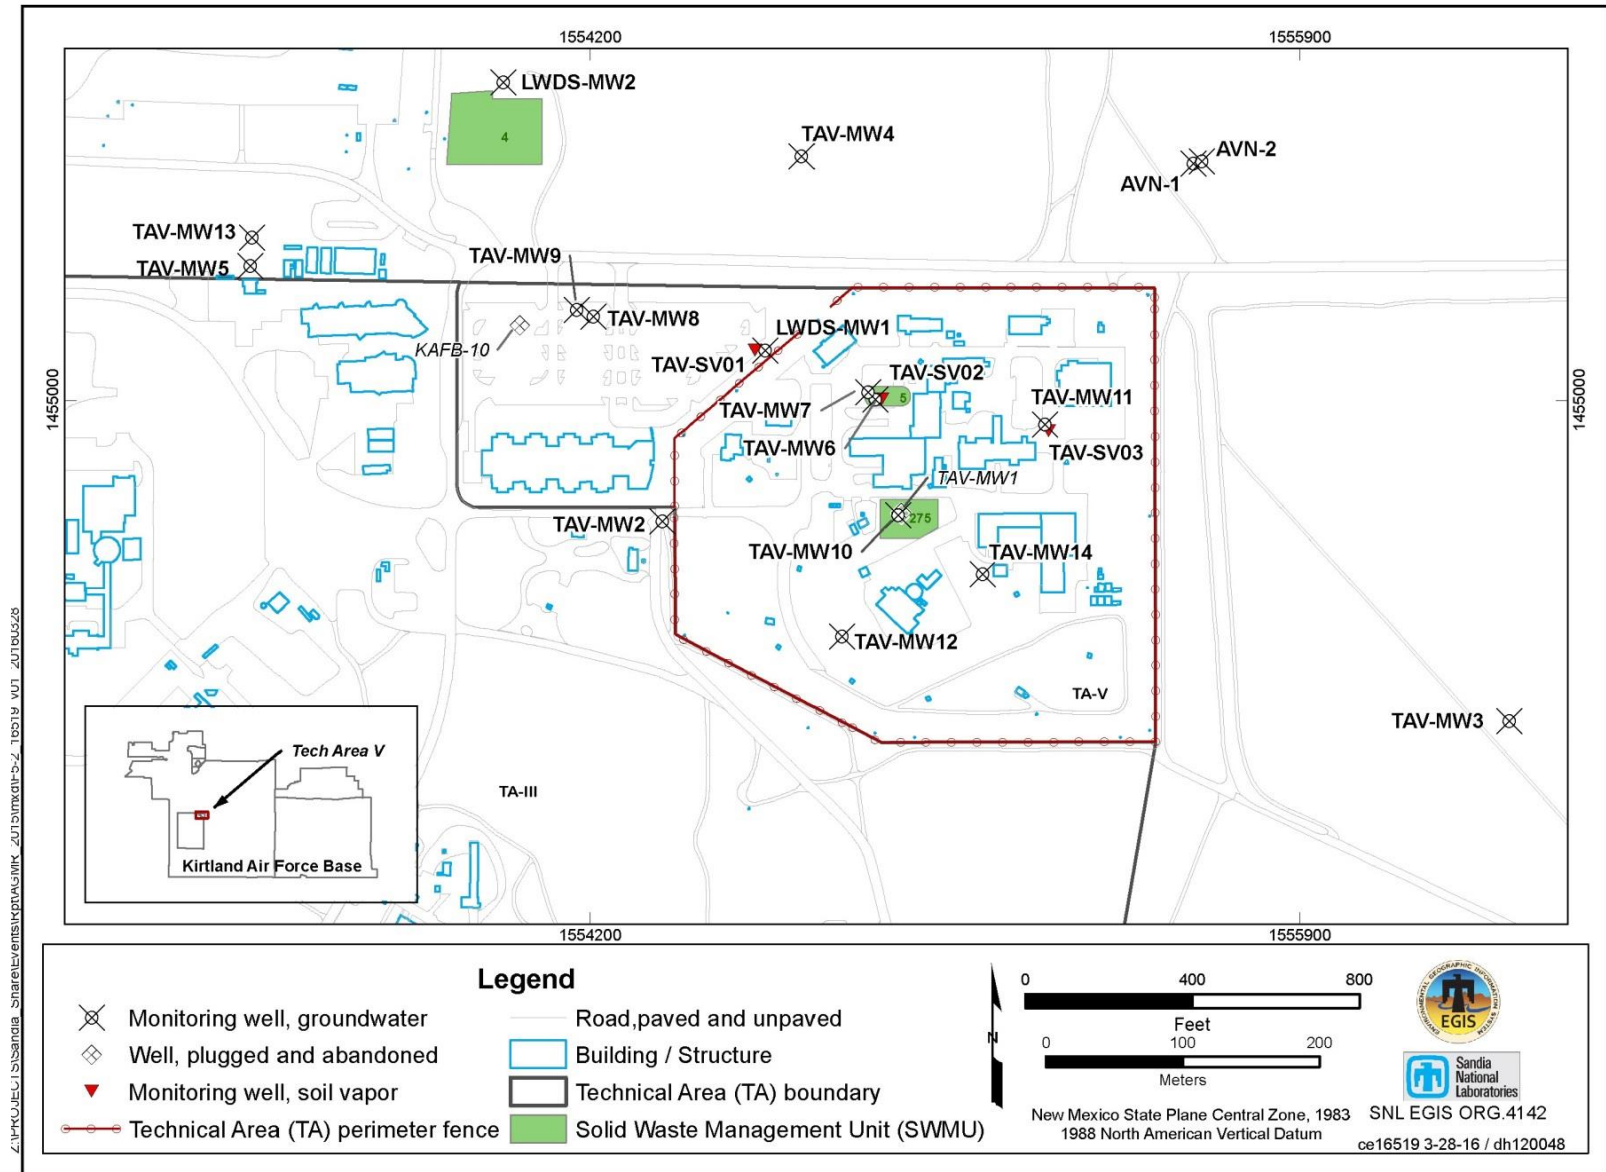 1554200
1555900
LWDS-MW2
4
TAV-MW4
AVN-2
AVN-1
TAV-MW13
TAV-MW5
TAV-MW9
TAV-MW8
KAFB-10
LWDS-MW1
TAV-SV01
TAV-SV02
5
TAV-MW7
TAV-MW6
TAV-MW11
TAV-SV03
TAV-MW1
275
TAV-MW2
TAV-MW10
TAV-MW14
TAV-MW12
TA-V
TAV-MW3
TA-III
1455000
1455000
Tech Area V
Kirtland Air Force Base
1554200
1555900
Legend
Monitoring well, groundwater
Well, plugged and abandoned
Monitoring well, soil vapor
Technical Area (TA) perimeter fence
Road,paved and unpaved
Building / Structure
Technical Area (TA) boundary
Solid Waste Management Unit (SWMU)
N
0 400 800
Feet
0 100 200
Meters
New Mexico State Plane Central Zone, 1983
1988 North American Vertical Datum
ENVIRONMENTAL GEOGRAPHIC INFORMATION SYSTEM
EGIS
Sandia
National
Laboratories
SNL EGIS ORG.4142
ce16519 3-28-16 / dh120048